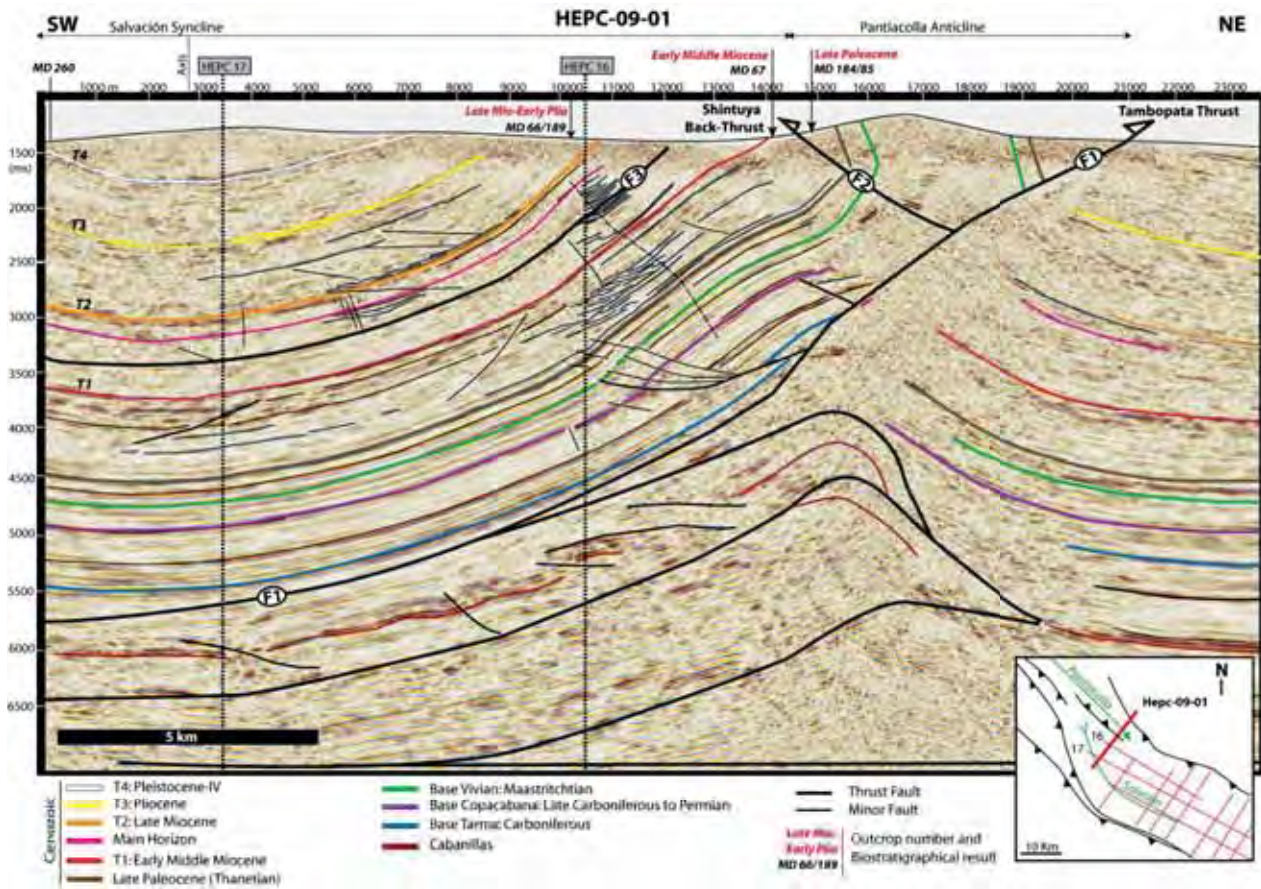 SW
HEPC-09-01
NE
Salvación Syncline
Pantiacolla Anticline
Axis
MD 260
HEPC 17
HEPC 16
Early Middle Miocene
MD 67
Late Paleocene
MD 184/85
1000 m 2000 3000 4000 5000 6000 7000 8000 9000 10000 11000 12000 13000 14000 15000 16000 17000 18000 19000 20000 21000 22000 23000
Late Mio-Early Plio
MD 66/189
Shintuya
Back-Thrust
Tambopata Thrust
1500
(ms)
2000
2500
3000
3500
4000
4500
5000
5500
6000
6500
T4
T3
T2
T1
F3
F2
F1
F1
5 km
N
Hepc-09-01
16
17
10 Km
Cenozoic
T4: Pleistocene-IV
T3: Pliocene
T2: Late Miocene
Main Horizon
T1: Early Middle Miocene
Late Paleocene (Thanetian)
Base Vivian: Maastritchtian
Base Copacabana: Late Carboniferous to Permian
Base Tarma: Carboniferous
Cabanillas
Thrust Fault
Minor Fault
Late Mio-
Early Plio
MD 66/189
Outcrop number and
Biostratigraphical result